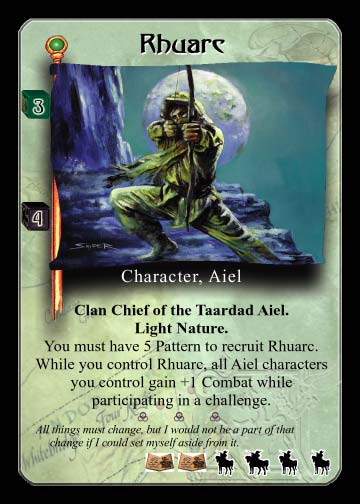 Rhuarc
3
4
SNIPER
Character, Aiel
Clan Chief of the Taardad Aiel.
Light Nature.
You must have 5 Pattern to recruit Rhuarc.
While you control Rhuarc, all Aiel characters
you control gain +1 Combat while
participating in a challenge.
All things must change, but I would not be a part of that
change if I could set myself aside from it.